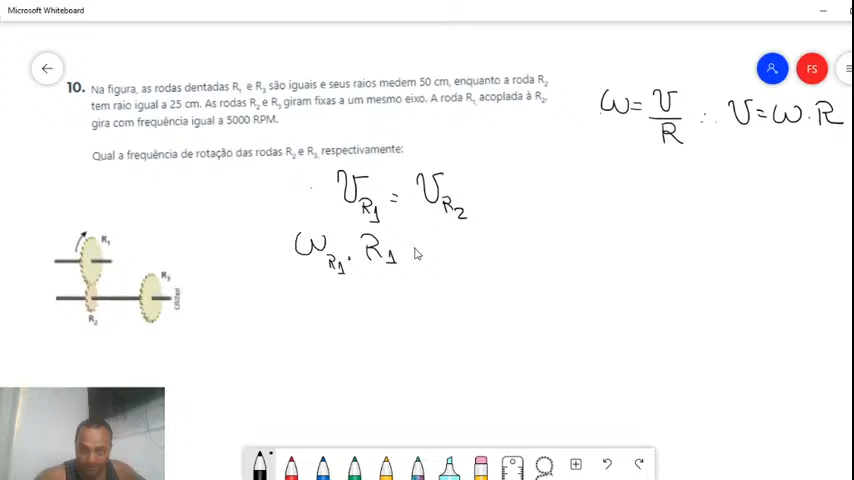 Microsoft Whiteboard
10. Na figura, as rodas dentadas R₁ e R₃ são iguais e seus raios medem 50 cm, enquanto a roda R₂
tem raio igual a 25 cm. As rodas R₂ e R₃ giram fixas a um mesmo eixo. A roda R₁ acoplada à R₂,
gira com frequência igual a 5000 RPM.
Qual a frequência de rotação das rodas R₂ e R₃, respectivamente:
ω = v/R ∴ v = ω · R
v_R₁ = v_R₂
ω_R₁ · R₁
R₁
R₃
R₂
FS